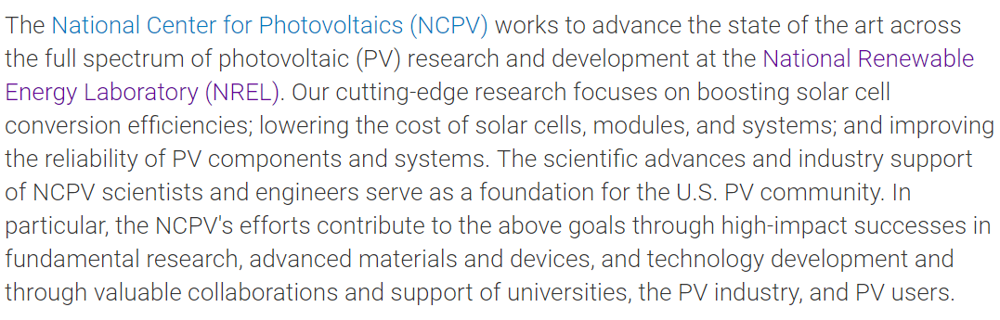 The National Center for Photovoltaics (NCPV) works to advance the state of the art across
the full spectrum of photovoltaic (PV) research and development at the National Renewable
Energy Laboratory (NREL). Our cutting-edge research focuses on boosting solar cell
conversion efficiencies; lowering the cost of solar cells, modules, and systems; and improving
the reliability of PV components and systems. The scientific advances and industry support
of NCPV scientists and engineers serve as a foundation for the U.S. PV community. In
particular, the NCPV's efforts contribute to the above goals through high-impact successes in
fundamental research, advanced materials and devices, and technology development and
through valuable collaborations and support of universities, the PV industry, and PV users.